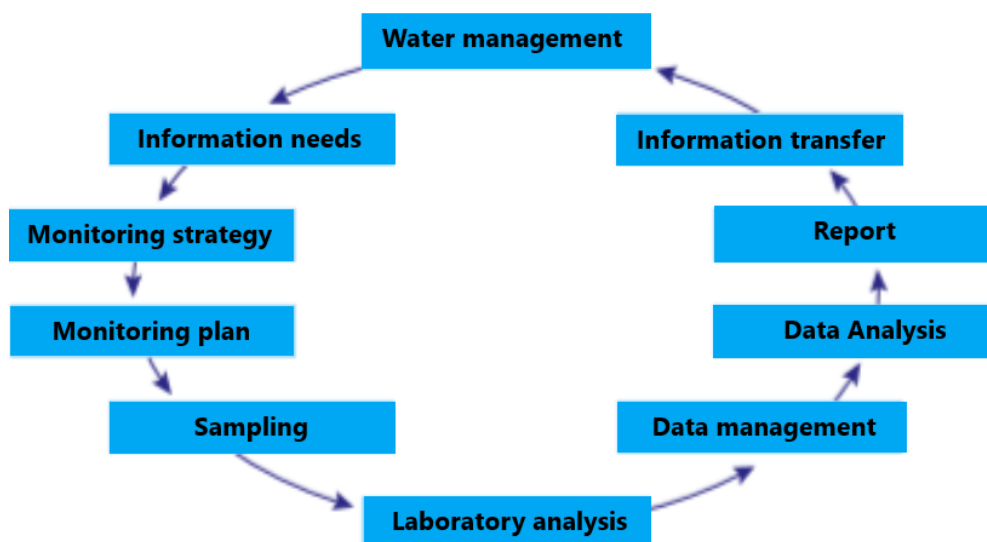 Water management
Information needs
Monitoring strategy
Monitoring plan
Sampling
Laboratory analysis
Data management
Data Analysis
Report
Information transfer